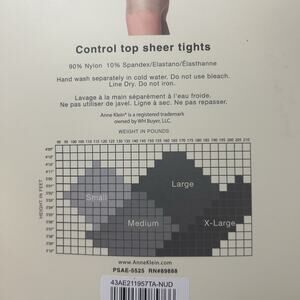 Control top sheer tights
90% Nylon 10% Spandex/Elastano/Élasthanne
Hand wash separately in cold water. Do not use bleach.
Line Dry. Do not iron.
Lavage à la main séparément à l'eau froide.
Ne pas utiliser de javel. Ligne à sec. Ne pas repasser.
Anne Klein® is a registered trademark
owned by WH Buyer, LLC.
WEIGHT IN POUNDS
HEIGHT IN FEET
Small
Large
Medium
X-Large
www.AnneKlein.com
PSAE-5525 RN#89888
43AE211957TA-NUD